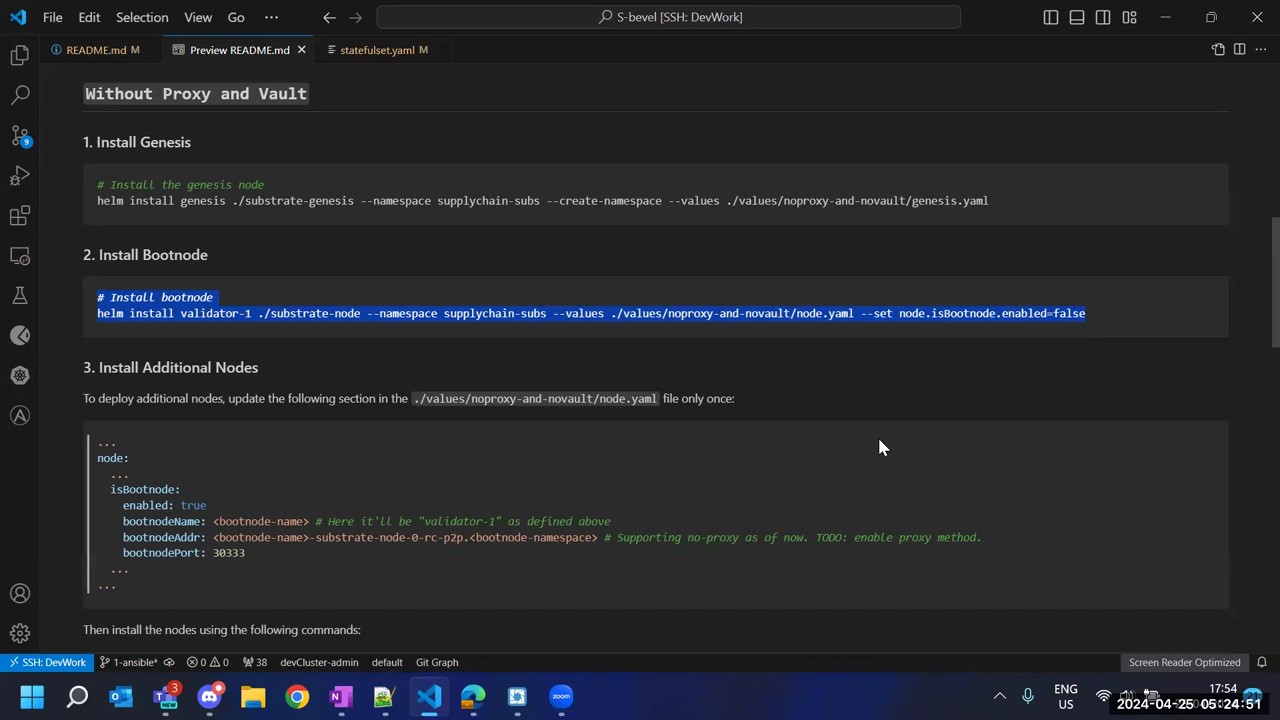 File Edit Selection View Go ··· S-bevel [SSH: DevWork]
README.md M Preview README.md statefulset.yaml M
Without Proxy and Vault
1. Install Genesis
# Install the genesis node
helm install genesis ./substrate-genesis --namespace supplychain-subs --create-namespace --values ./values/noproxy-and-novault/genesis.yaml
2. Install Bootnode
# Install bootnode
helm install validator-1 ./substrate-node --namespace supplychain-subs --values ./values/noproxy-and-novault/node.yaml --set node.isBootnode.enabled=false
3. Install Additional Nodes
To deploy additional nodes, update the following section in the ./values/noproxy-and-novault/node.yaml file only once:
...
node:
...
isBootnode:
enabled: true
bootnodeName: <bootnode-name> # Here it'll be "validator-1" as defined above
bootnodeAddr: <bootnode-name>-substrate-node-0-rc-p2p.<bootnode-namespace> # Supporting no-proxy as of now. TODO: enable proxy method.
bootnodePort: 30333
...
...
Then install the nodes using the following commands:
9
SSH: DevWork 1-ansible* 0 0 38 devCluster-admin default Git Graph Screen Reader Optimized
3
NEW
zoom
ENG
US
17:54
2024-04-25 05:24:51